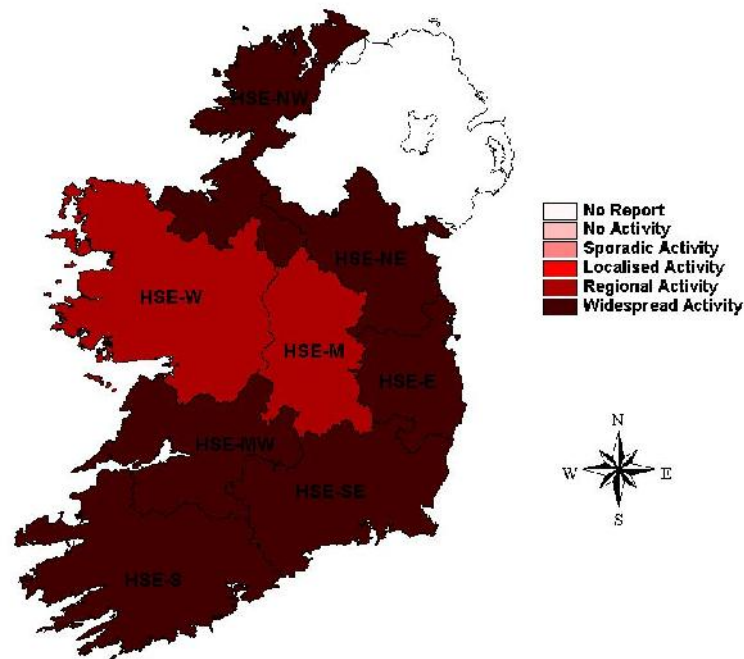 HSE-NW
HSE-NE
HSE-W
HSE-M
HSE-E
HSE-MW
HSE-SE
HSE-S
No Report
No Activity
Sporadic Activity
Localised Activity
Regional Activity
Widespread Activity
N
W E
S